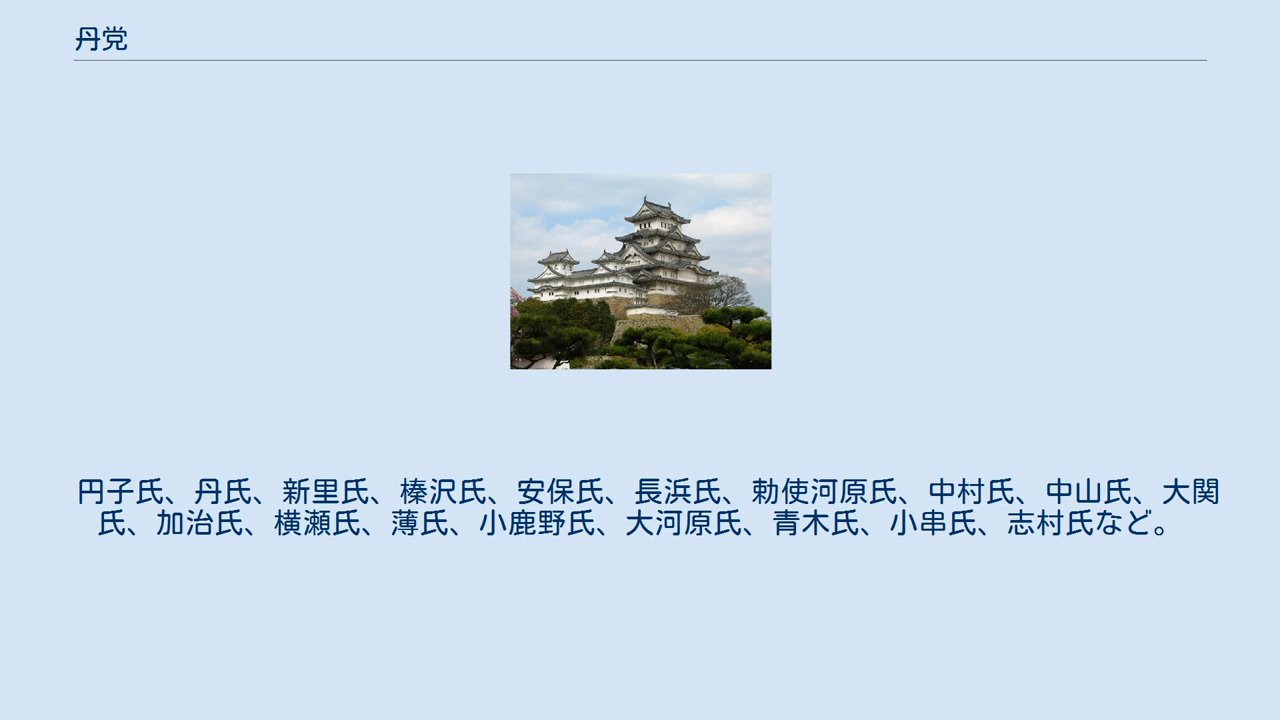 丹党
円子氏、丹氏、新里氏、榛沢氏、安保氏、長浜氏、勅使河原氏、中村氏、中山氏、大関
氏、加治氏、横瀬氏、薄氏、小鹿野氏、大河原氏、青木氏、小串氏、志村氏など。